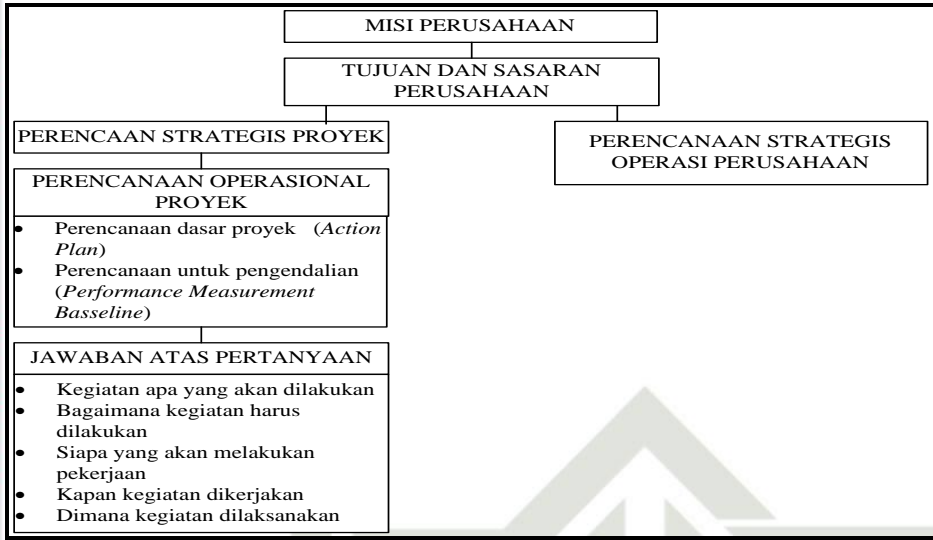 MISI PERUSAHAAN
TUJUAN DAN SASARAN
PERUSAHAAN
PERENCAAN STRATEGIS PROYEK
PERENCANAAN STRATEGIS
OPERASI PERUSAHAAN
PERENCANAAN OPERASIONAL
PROYEK
• Perencanaan dasar proyek (Action
Plan)
• Perencanaan untuk pengendalian
(Performance Measurement
Basseline)
JAWABAN ATAS PERTANYAAN
• Kegiatan apa yang akan dilakukan
• Bagaimana kegiatan harus
dilakukan
• Siapa yang akan melakukan
pekerjaan
• Kapan kegiatan dikerjakan
• Dimana kegiatan dilaksanakan